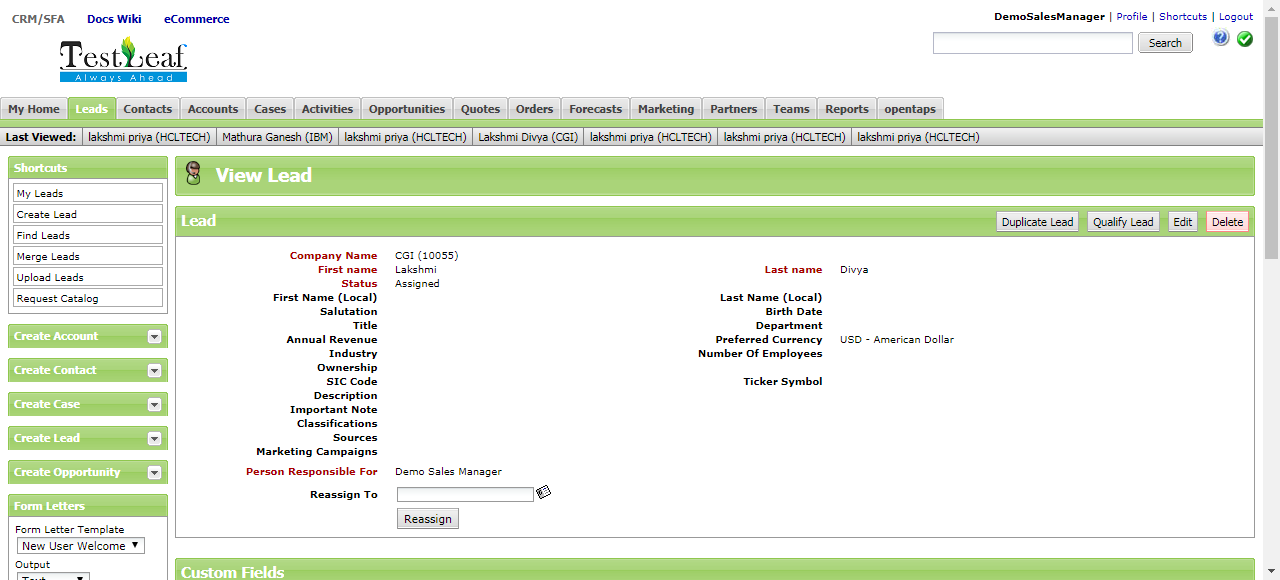 CRM/SFA Docs Wiki eCommerce
DemoSalesManager | Profile | Shortcuts | Logout
TestLeaf
Always Ahead
Search
My Home Leads Contacts Accounts Cases Activities Opportunities Quotes Orders Forecasts Marketing Partners Teams Reports opentaps
Last Viewed: lakshmi priya (HCLTECH) Mathura Ganesh (IBM) lakshmi priya (HCLTECH) Lakshmi Divya (CGI) lakshmi priya (HCLTECH) lakshmi priya (HCLTECH) lakshmi priya (HCLTECH)
Shortcuts
My Leads
Create Lead
Find Leads
Merge Leads
Upload Leads
Request Catalog
Create Account
Create Contact
Create Case
Create Lead
Create Opportunity
Form Letters
Form Letter Template
New User Welcome
Output
Text
View Lead
Lead
Duplicate Lead Qualify Lead Edit Delete
Company Name CGI (10055)
First name Lakshmi Last name Divya
Status Assigned
First Name (Local) Last Name (Local)
Salutation Birth Date
Title Department
Annual Revenue Preferred Currency USD - American Dollar
Industry Number Of Employees
Ownership
SIC Code Ticker Symbol
Description
Important Note
Classifications
Sources
Marketing Campaigns
Person Responsible For Demo Sales Manager
Reassign To
Reassign
Custom Fields